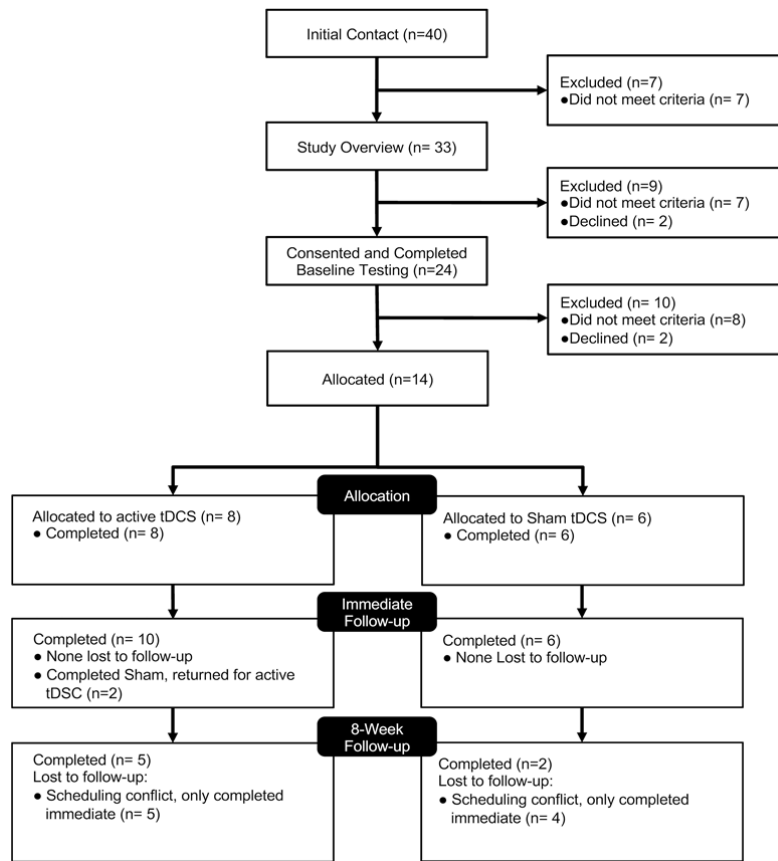 Initial Contact (n=40)
Excluded (n=7)
●Did not meet criteria (n= 7)
Study Overview (n= 33)
Excluded (n=9)
●Did not meet criteria (n= 7)
●Declined (n= 2)
Consented and Completed
Baseline Testing (n=24)
Excluded (n= 10)
●Did not meet criteria (n=8)
●Declined (n= 2)
Allocated (n=14)
Allocation
Allocated to active tDCS (n= 8)
● Completed (n= 8)
Allocated to Sham tDCS (n= 6)
● Completed (n= 6)
Immediate
Follow-up
Completed (n= 10)
● None lost to follow-up
● Completed Sham, returned for active
tDSC (n=2)
Completed (n= 6)
● None Lost to follow-up
8-Week
Follow-up
Completed (n= 5)
Lost to follow-up:
● Scheduling conflict, only completed
immediate (n= 5)
Completed (n=2)
Lost to follow-up:
● Scheduling conflict, only completed
immediate (n= 4)